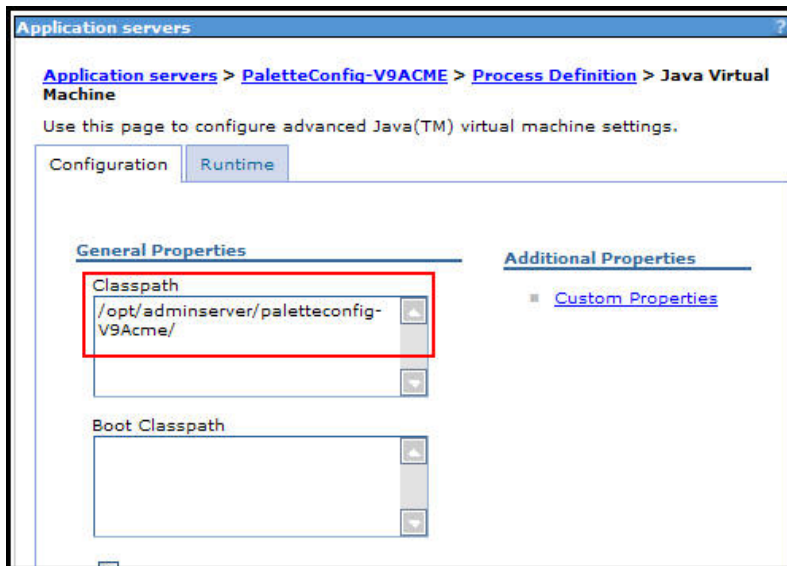 Application servers
?
Application servers > PaletteConfig-V9ACME > Process Definition > Java Virtual
Machine
Use this page to configure advanced Java(TM) virtual machine settings.
Configuration
Runtime
General Properties
Additional Properties
Classpath
Custom Properties
/opt/adminserver/paletteconfig-
V9Acme/
Boot Classpath